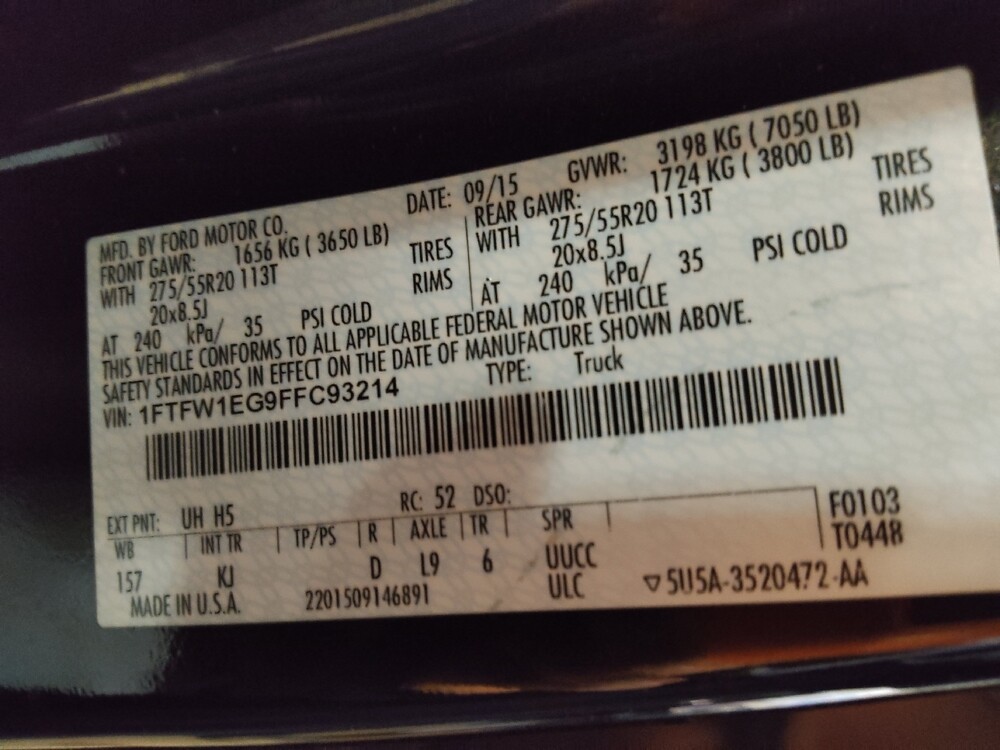 MFD. BY FORD MOTOR CO. DATE: 09/15 GVWR: 3198 KG ( 7050 LB)
FRONT GAWR: 1656 KG ( 3650 LB) REAR GAWR: 1724 KG ( 3800 LB)
WITH 275/55R20 113T TIRES WITH 275/55R20 113T TIRES
20x8.5J RIMS 20x8.5J RIMS
AT 240 kPa/ 35 PSI COLD AT 240 kPa/ 35 PSI COLD
THIS VEHICLE CONFORMS TO ALL APPLICABLE FEDERAL MOTOR VEHICLE
SAFETY STANDARDS IN EFFECT ON THE DATE OF MANUFACTURE SHOWN ABOVE.
VIN: 1FTFW1EG9FFC93214 TYPE: Truck
EXT PNT: UH H5 RC: 52 DSO: F0103
WB INT TR TP/PS R AXLE TR SPR T0448
157 KJ D L9 6 UUCC
MADE IN U.S.A. 2201509146891 ULC ▽5U5A-3520472-AA